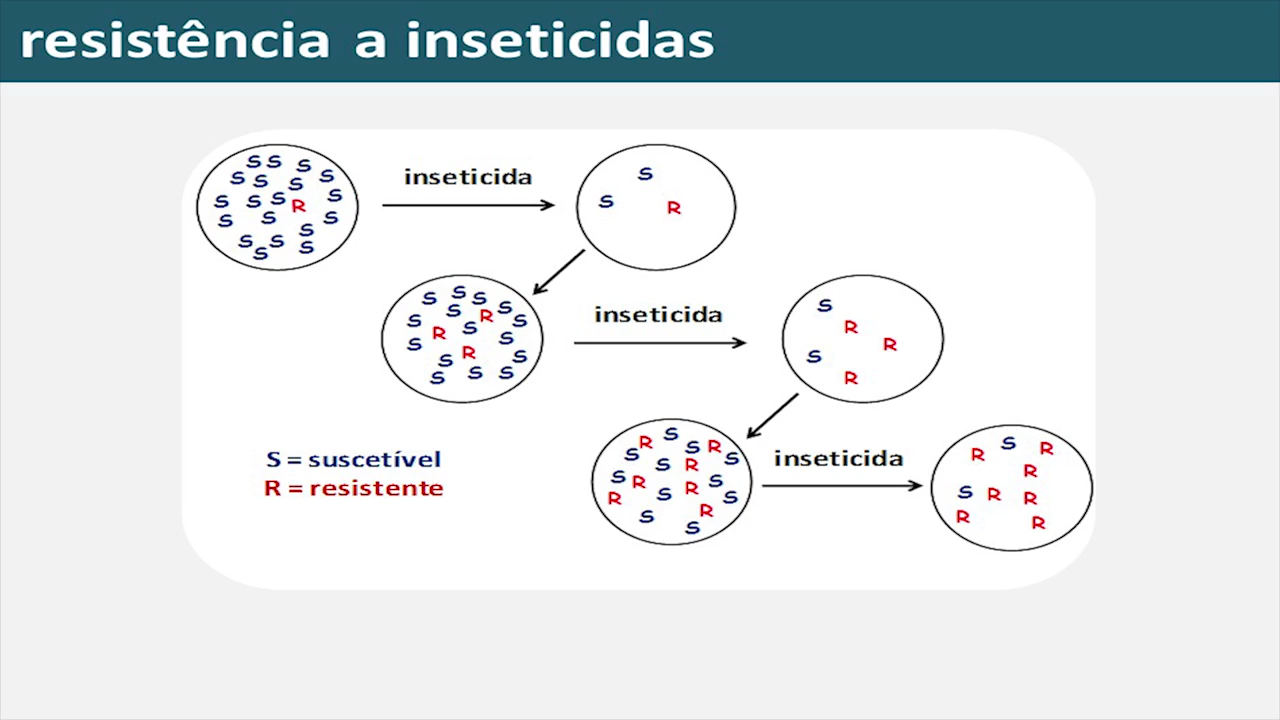 resistência a inseticidas
S S S S S S S S S S S S R S S S S S S S
inseticida
S S R
S S S S S S R S S R S S S R S S S S S
inseticida
S R R S R
R S S R S S R S R S R R S S R S S
inseticida
R S R R S R R R R
S = suscetível
R = resistente